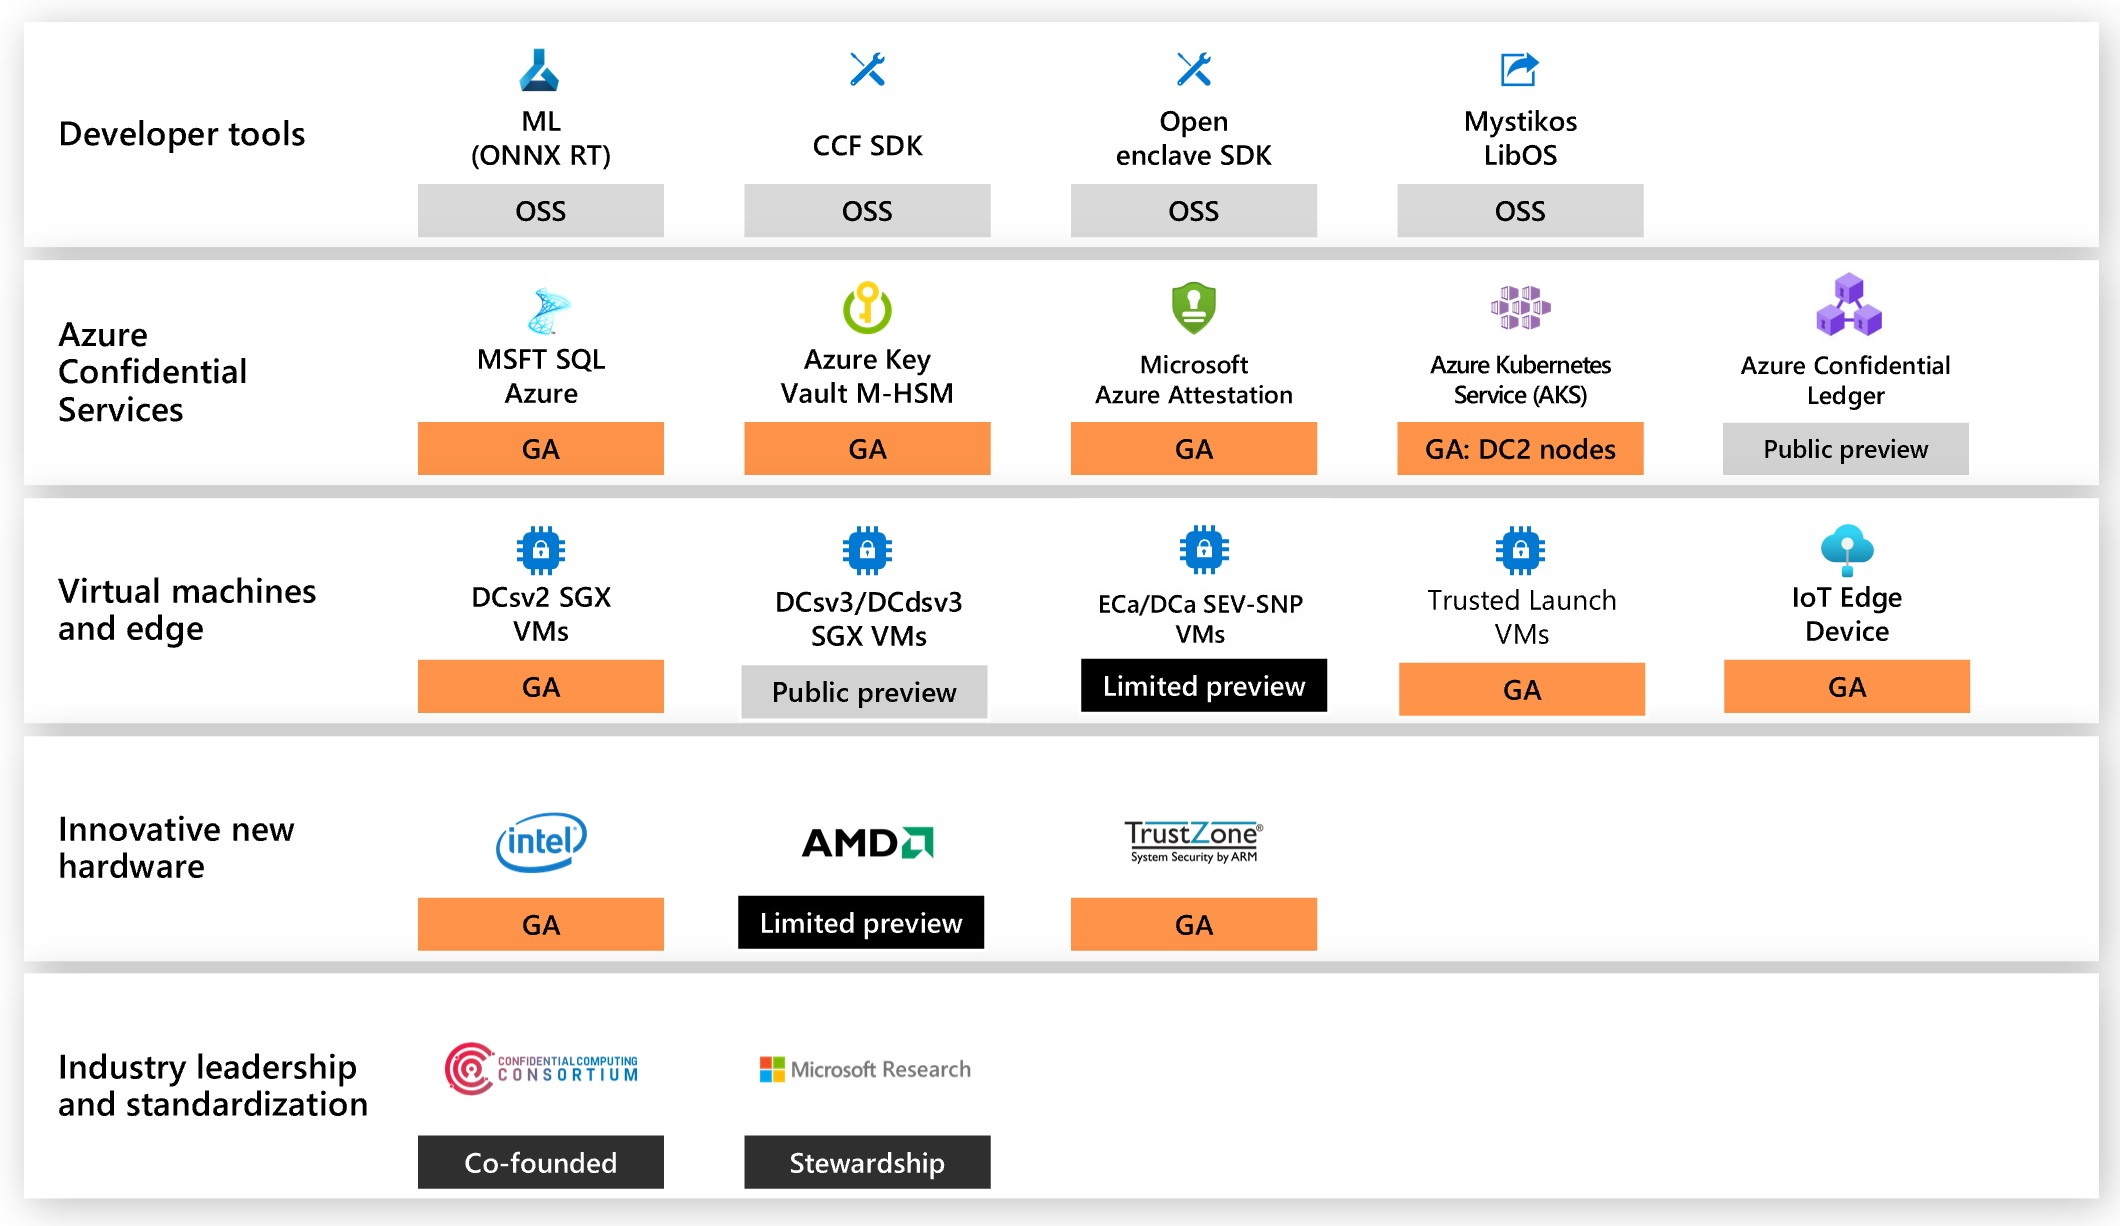 Developer tools
ML
(ONNX RT)
OSS
CCF SDK
OSS
Open
enclave SDK
OSS
Mystikos
LibOS
OSS
Azure
Confidential
Services
MSFT SQL
Azure
GA
Azure Key
Vault M-HSM
GA
Microsoft
Azure Attestation
GA
Azure Kubernetes
Service (AKS)
GA: DC2 nodes
Azure Confidential
Ledger
Public preview
Virtual machines
and edge
DCsv2 SGX
VMs
GA
DCsv3/DCdsv3
SGX VMs
Public preview
ECa/DCa SEV-SNP
VMs
Limited preview
Trusted Launch
VMs
GA
IoT Edge
Device
GA
Innovative new
hardware
intel®
GA
AMD
Limited preview
TrustZone®
System Security by ARM
GA
Industry leadership
and standardization
CONFIDENTIAL COMPUTING
CONSORTIUM
Co-founded
Microsoft Research
Stewardship